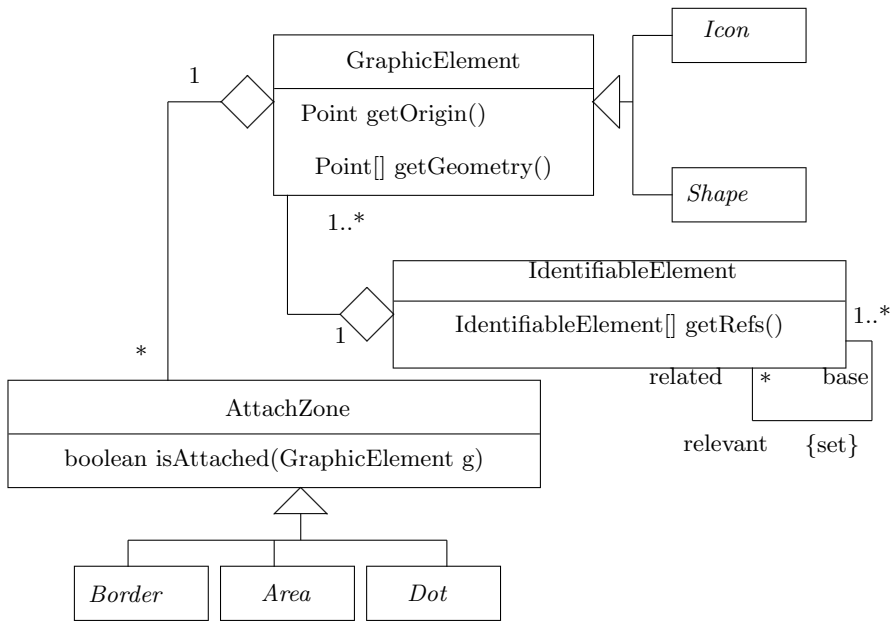 Icon
GraphicElement
1
Point getOrigin()
Point[] getGeometry()
Shape
1..*
IdentifiableElement
IdentifiableElement[] getRefs()
1..*
1
*
related
*
base
AttachZone
relevant
{set}
boolean isAttached(GraphicElement g)
Border
Area
Dot